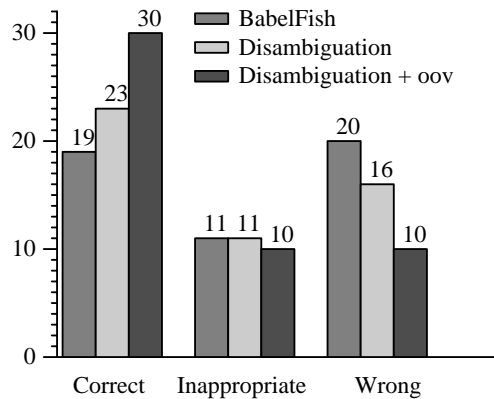 30
BabelFish
30
Disambiguation
Disambiguation + oov
23
19
20
20
16
11
11
10
10
10
0
Correct
Inappropriate
Wrong